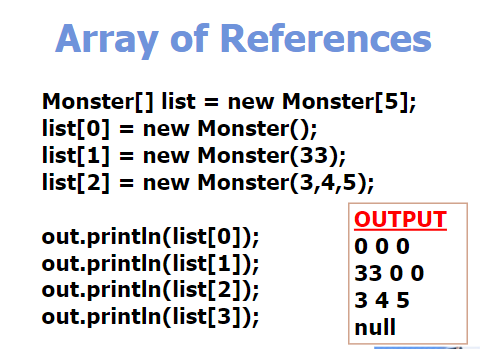 Array of References
Monster[] list = new Monster[5];
list[0] = new Monster();
list[1] = new Monster(33);
list[2] = new Monster(3,4,5);
out.println(list[0]);
out.println(list[1]);
out.println(list[2]);
out.println(list[3]);
OUTPUT
0 0 0
33 0 0
3 4 5
null